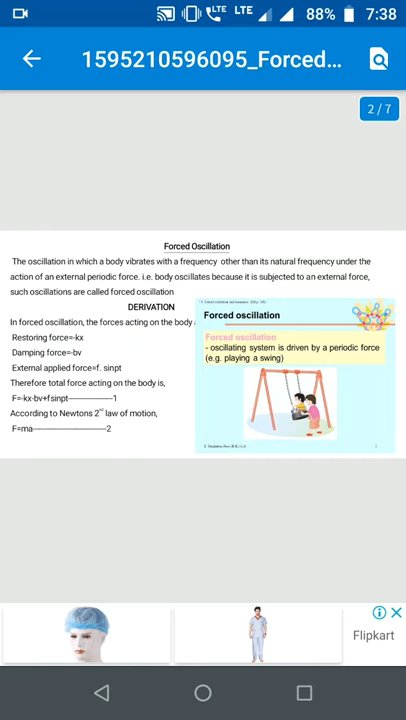 LTE LTE 88% 7:38
1595210596095_Forced...
2 / 7
Forced Oscillation
The oscillation in which a body vibrates with a frequency other than its natural frequency under the
action of an external periodic force. i.e. body oscillates because it is subjected to an external force,
such oscillations are called forced oscillation
DERIVATION
In forced oscillation, the forces acting on the body
Restoring force=-kx
Damping force=-bv
External applied force=f. sinpt
Therefore total force acting on the body is,
F=-kx-bv+fsinpt------------------1
According to Newtons 2nd law of motion,
F=ma-----------------------------2
Forced oscillation
Forced oscillation
- oscillating system is driven by a periodic force
(e.g. playing a swing)
2
Flipkart